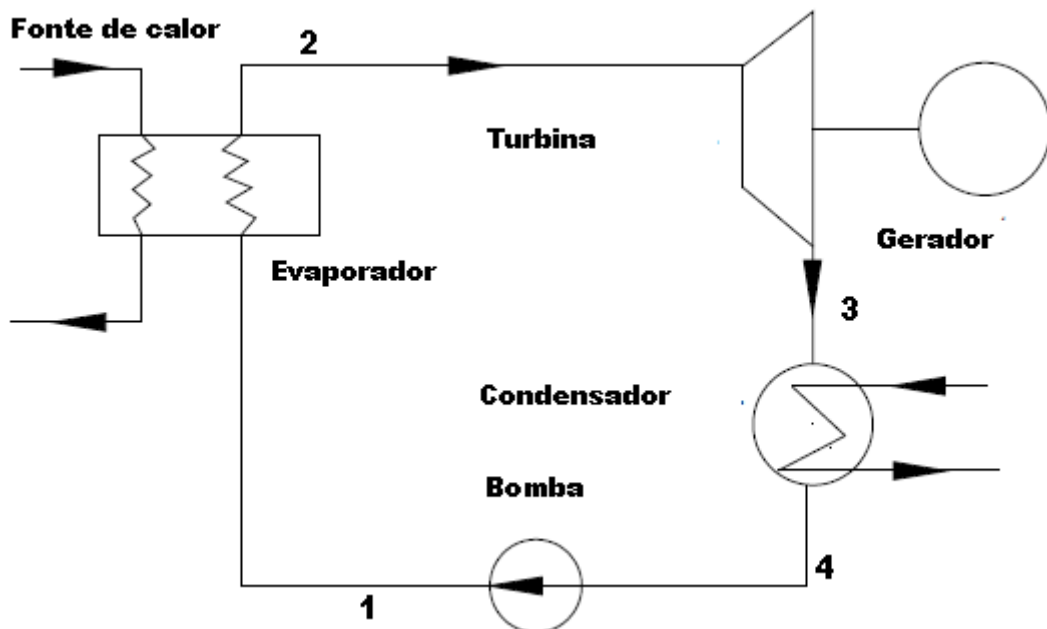 Fonte de calor
2
Turbina
Gerador
Evaporador
3
Condensador
Bomba
4
1